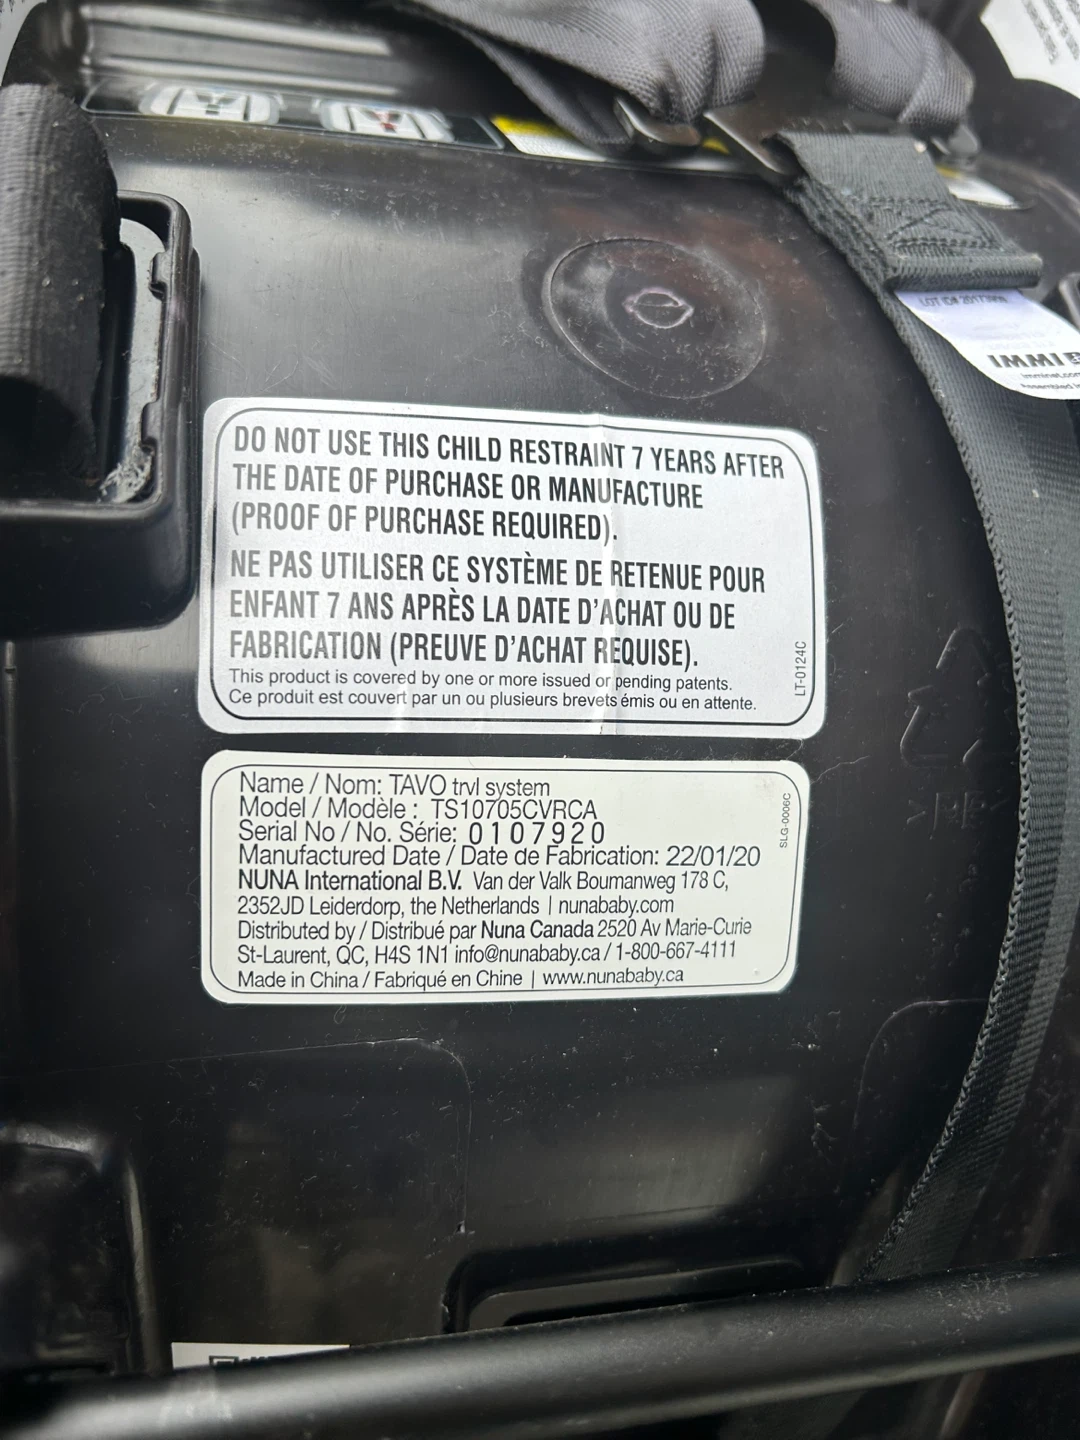 LOT ID# 2017
IMMI
imminet.com
Assembled in
DO NOT USE THIS CHILD RESTRAINT 7 YEARS AFTER
THE DATE OF PURCHASE OR MANUFACTURE
(PROOF OF PURCHASE REQUIRED).
NE PAS UTILISER CE SYSTÈME DE RETENUE POUR
ENFANT 7 ANS APRÈS LA DATE D'ACHAT OU DE
FABRICATION (PREUVE D'ACHAT REQUISE).
This product is covered by one or more issued or pending patents.
Ce produit est couvert par un ou plusieurs brevets émis ou en attente.
LT-0124C
Name / Nom: TAVO trvl system
Model / Modèle : TS10705CVRCA
Serial No / No. Série: 0107920
Manufactured Date / Date de Fabrication: 22/01/20
NUNA International B.V. Van der Valk Boumanweg 178 C,
2352JD Leiderdorp, the Netherlands | nunababy.com
Distributed by / Distribué par Nuna Canada 2520 Av Marie-Curie
St-Laurent, QC, H4S 1N1 info@nunababy.ca / 1-800-667-4111
Made in China / Fabriqué en Chine | www.nunababy.ca
SLG-0006C